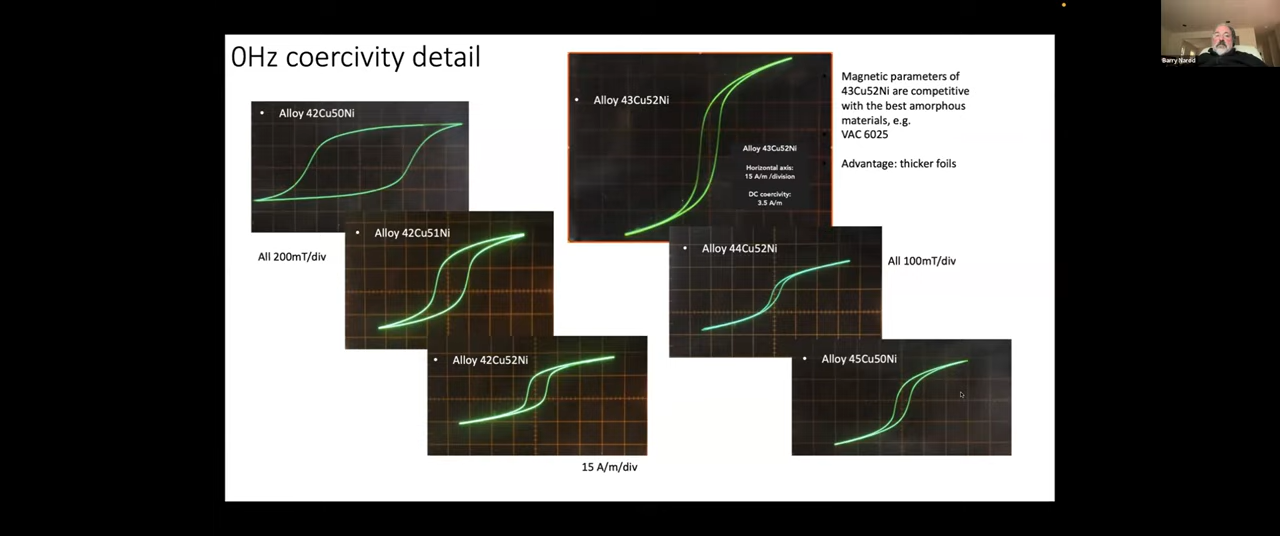 0Hz coercivity detail
• Alloy 42Cu50Ni
• Alloy 43Cu52Ni
Alloy 43Cu52Ni
Horizontal axis:
15 A/m /division
DC coercivity:
3.5 A/m
Magnetic parameters of
43Cu52Ni are competitive
with the best amorphous
materials, e.g.
VAC 6025
Advantage: thicker foils
• Alloy 42Cu51Ni
All 200mT/div
• Alloy 44Cu52Ni
All 100mT/div
• Alloy 42Cu52Ni
• Alloy 45Cu50Ni
15 A/m/div